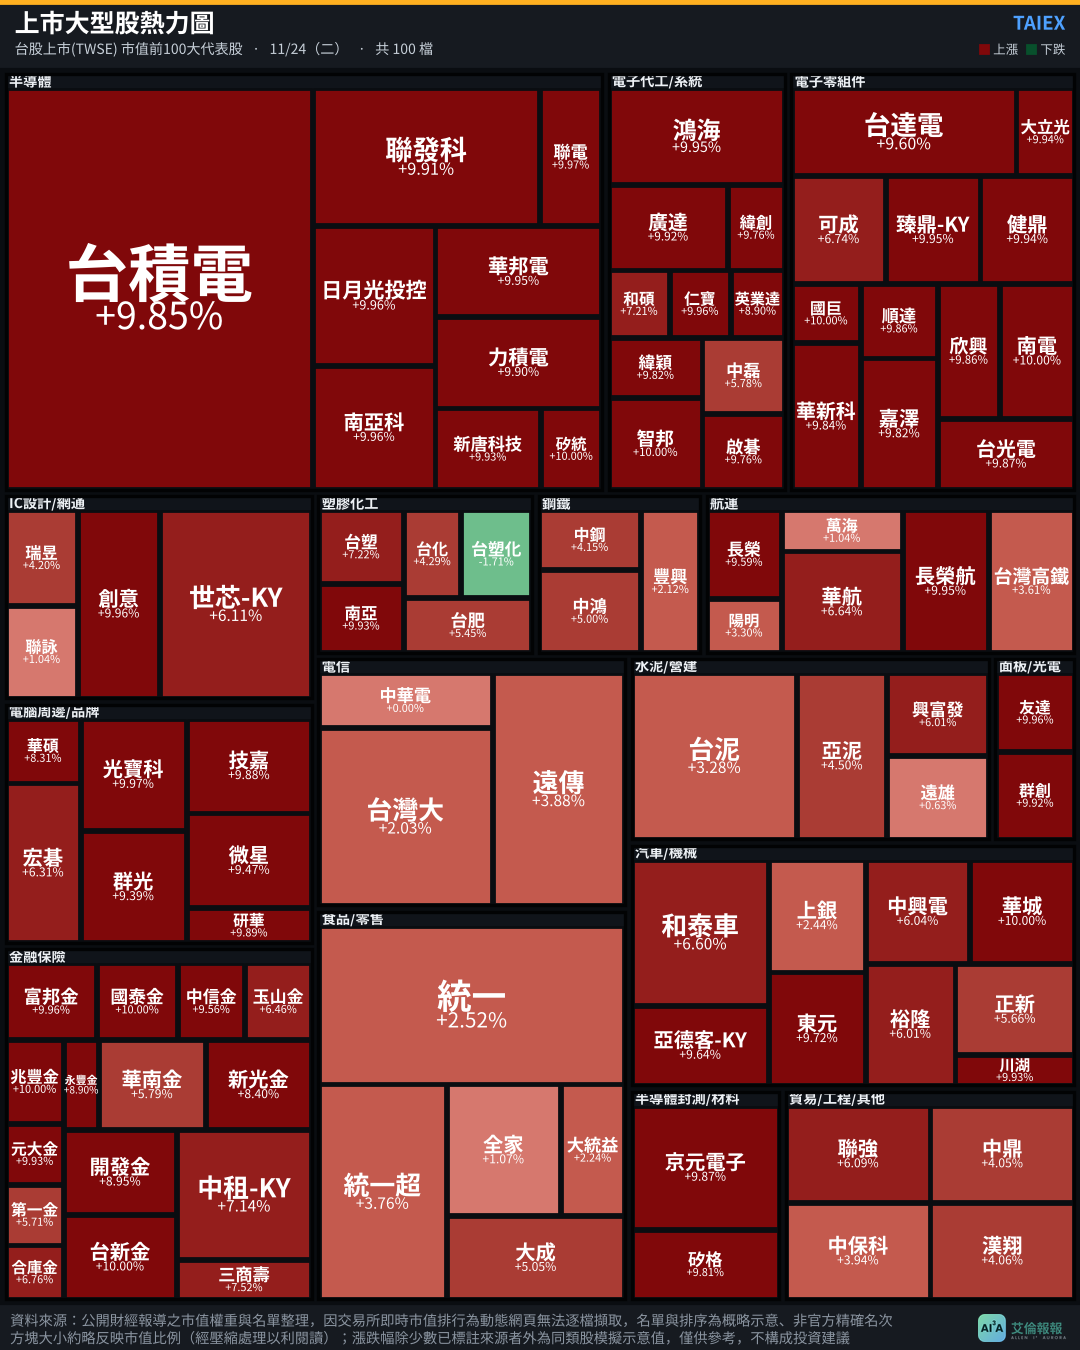 上市大型股熱力圖
TAIEX
台股上市(TWSE) 市值前100大代表股 · 11/24（二） · 共 100 檔
上漲 下跌
半導體
台積電
+9.85%
聯發科
+9.91%
聯電
+9.97%
日月光投控
+9.96%
華邦電
+9.95%
力積電
+9.90%
南亞科
+9.96%
新唐科技
+9.93%
矽統
+10.00%
電子代工/系統
鴻海
+9.95%
廣達
+9.92%
緯創
+9.76%
和碩
+7.21%
仁寶
+9.96%
英業達
+8.90%
緯穎
+9.82%
中磊
+5.78%
智邦
+10.00%
啟碁
+9.76%
電子零組件
台達電
+9.60%
大立光
+9.94%
可成
+6.74%
臻鼎-KY
+9.95%
健鼎
+9.94%
國巨
+10.00%
順達
+9.86%
欣興
+9.86%
南電
+10.00%
華新科
+9.84%
嘉澤
+9.82%
台光電
+9.87%
IC設計/網通
瑞昱
+4.20%
創意
+9.96%
世芯-KY
+6.11%
聯詠
+1.04%
塑膠化工
台塑
+7.22%
台化
+4.29%
台塑化
-1.71%
南亞
+9.93%
台肥
+5.45%
鋼鐵
中鋼
+4.15%
豐興
+2.12%
中鴻
+5.00%
航運
長榮
+9.59%
萬海
+1.04%
長榮航
+9.95%
台灣高鐵
+3.61%
陽明
+3.30%
華航
+6.64%
電信
中華電
+0.00%
台灣大
+2.03%
遠傳
+3.88%
水泥/營建
台泥
+3.28%
亞泥
+4.50%
興富發
+6.01%
遠雄
+0.63%
面板/光電
友達
+9.96%
群創
+9.92%
電腦周邊/品牌
華碩
+8.31%
光寶科
+9.97%
技嘉
+9.88%
宏碁
+6.31%
群光
+9.39%
微星
+9.47%
研華
+9.89%
汽車/機械
和泰車
+6.60%
上銀
+2.44%
中興電
+6.04%
華城
+10.00%
亞德客-KY
+9.64%
東元
+9.72%
裕隆
+6.01%
正新
+5.66%
川湖
+9.93%
食品/零售
統一
+2.52%
統一超
+3.76%
全家
+1.07%
大統益
+2.24%
大成
+5.05%
金融保險
富邦金
+9.96%
國泰金
+10.00%
中信金
+9.56%
玉山金
+6.46%
兆豐金
+10.00%
永豐金
+8.90%
華南金
+5.79%
新光金
+8.40%
元大金
+9.93%
開發金
+8.95%
中租-KY
+7.14%
第一金
+5.71%
合庫金
+6.76%
台新金
+10.00%
三商壽
+7.52%
半導體封測/材料
京元電子
+9.87%
矽格
+9.81%
貿易/工程/其他
聯強
+6.09%
中鼎
+4.05%
中保科
+3.94%
漢翔
+4.06%
資料來源：公開財經報導之市值權重與名單整理，因交易所即時市值排行為動態網頁無法逐檔擷取，名單與排序為概略示意、非官方精確名次
方塊大小約略反映市值比例（經壓縮處理以利閱讀）；漲跌幅除少數已標註來源者外為同類股模擬示意值，僅供參考，不構成投資建議
艾倫報報